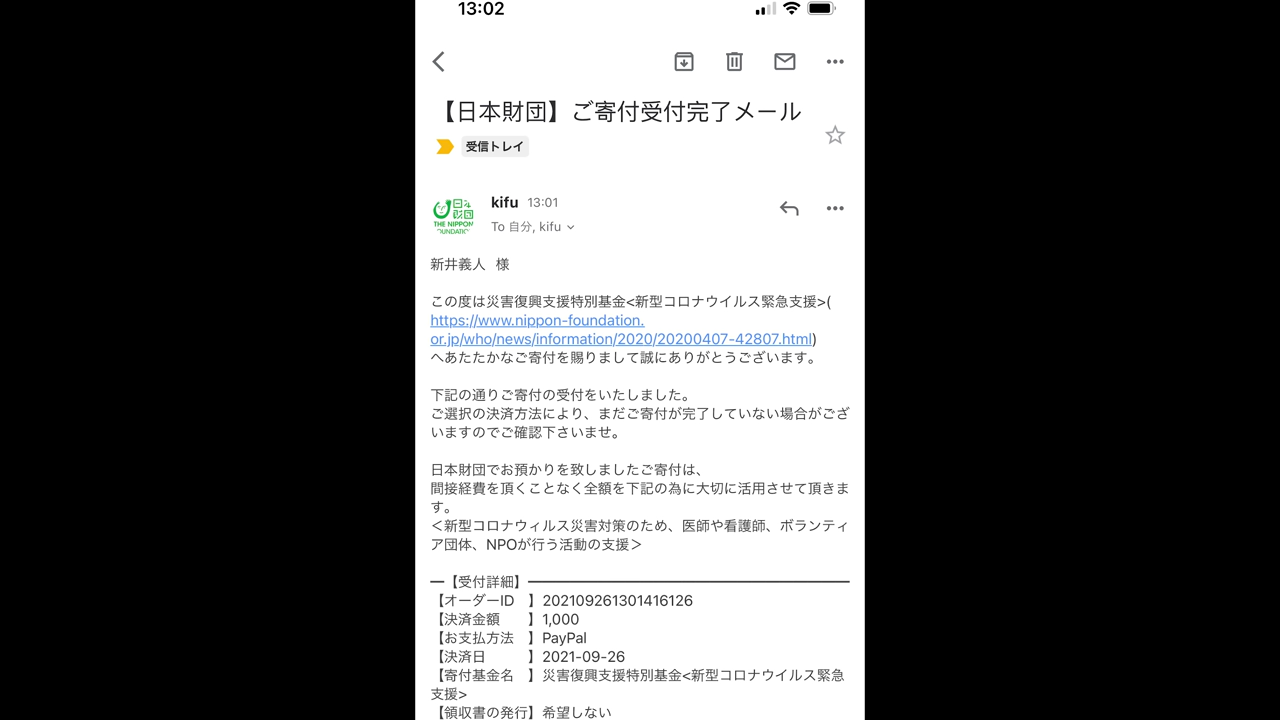 13:02
【日本財団】ご寄付受付完了メール
受信トレイ
日本財団
THE NIPPON
kifu 13:01
To 自分, kifu
新井義人 様
この度は災害復興支援特別基金<新型コロナウイルス緊急支援>(
https://www.nippon-foundation.
or.jp/who/news/information/2020/20200407-42807.html)
へあたたかなご寄付を賜りまして誠にありがとうございます。
下記の通りご寄付の受付をいたしました。
ご選択の決済方法により、まだご寄付が完了していない場合がござ
いますのでご確認下さいませ。
日本財団でお預かりを致しましたご寄付は、
間接経費を頂くことなく全額を下記の為に大切に活用させて頂きま
す。
＜新型コロナウィルス災害対策のため、医師や看護師、ボランティ
ア団体、NPOが行う活動の支援＞
━【受付詳細】━━━━━━━━━━━━━━━━━━━━━━━
【オーダーID 】202109261301416126
【決済金額 】1,000
【お支払方法 】PayPal
【決済日 】2021-09-26
【寄付基金名 】災害復興支援特別基金<新型コロナウイルス緊急
支援>
【領収書の発行】希望しない